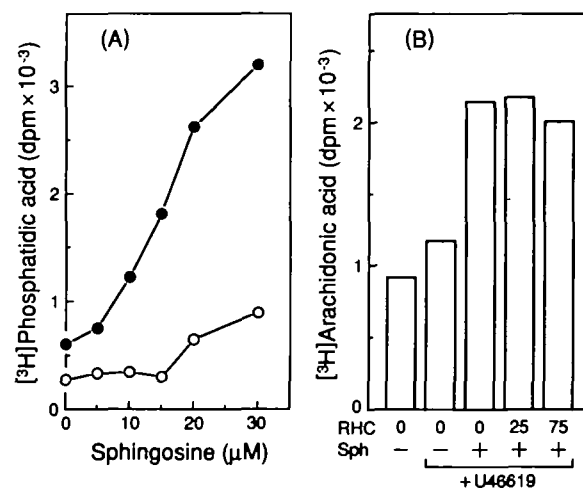 (A)
[³H]Phosphatidic acid (dpm × 10⁻³)
3
2
1
0
0 10 20 30
Sphingosine (μM)
(B)
[³H]Arachidonic acid (dpm × 10⁻³)
2
1
0
RHC 0 0 0 25 75
Sph − − + + +
+ U46619